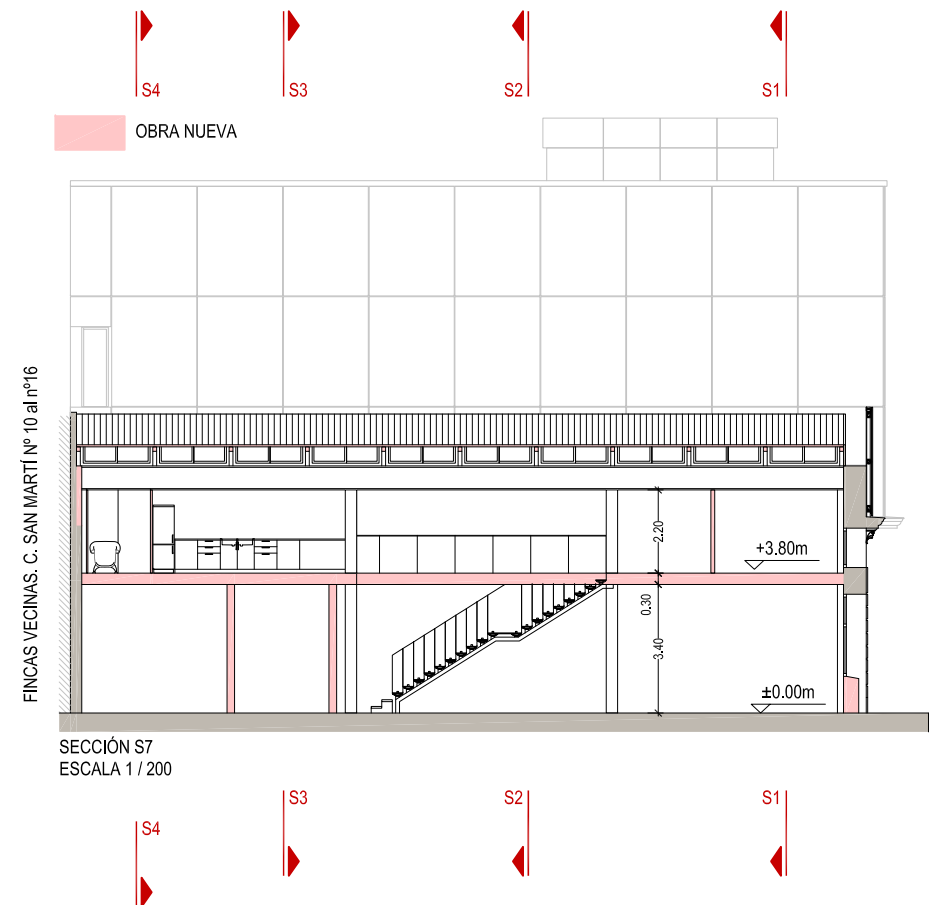 S4
S3
S2
S1
OBRA NUEVA
FINCAS VECINAS. C. SAN MARTÍ Nº 10 al nº16
2.20
+3.80m
0.30
3.40
±0.00m
SECCIÓN S7
ESCALA 1 / 200
S3
S2
S1
S4